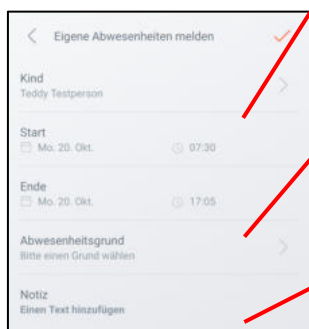 Eigene Abwesenheiten melden
Kind
Teddy Testperson
Start
Mo. 20. Okt. 07:30
Ende
Mo. 20. Okt. 17:05
Abwesenheitsgrund
Bitte einen Grund wählen
Notiz
Einen Text hinzufügen